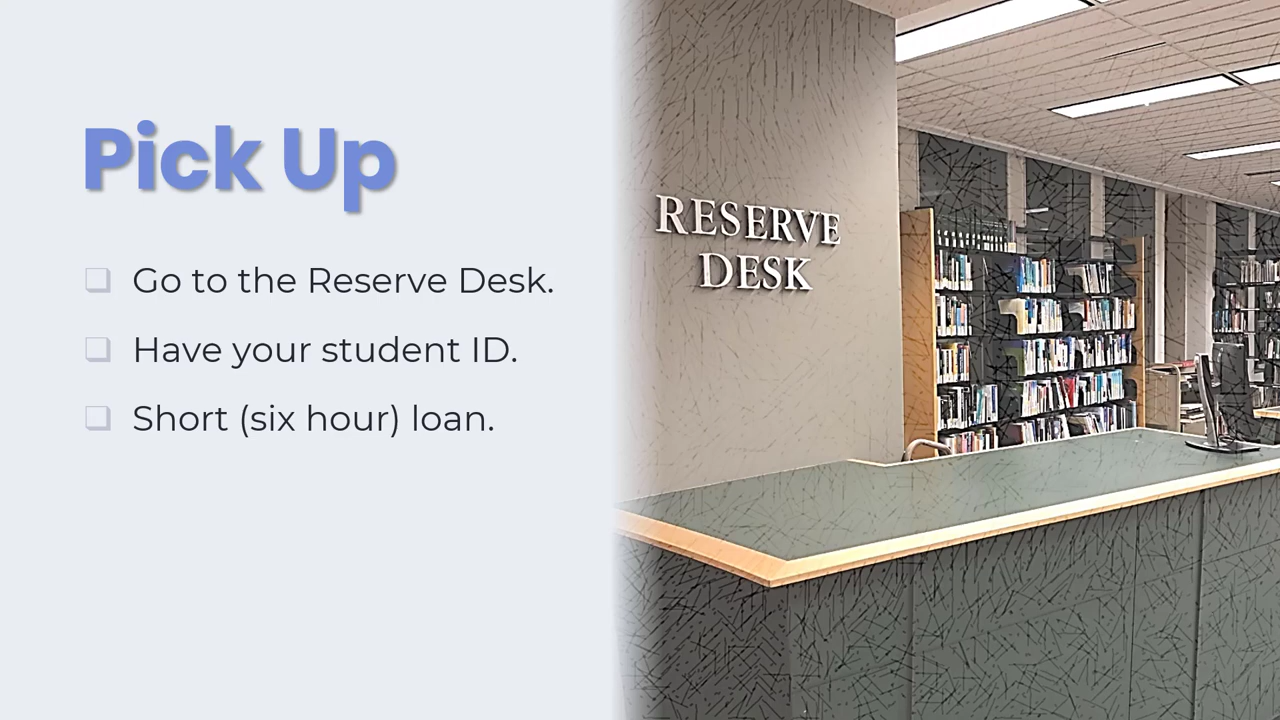 Pick Up
Go to the Reserve Desk.
Have your student ID.
Short (six hour) loan.
RESERVE
DESK